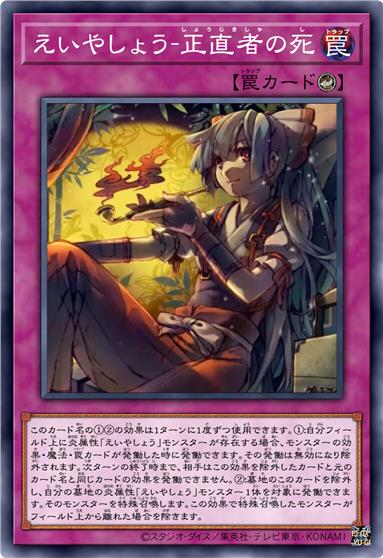 えいやしょう-正直者の死 罠
【罠カード】
このカード名の①②の効果は1ターンに1度ずつ使用できます。①:自分フィ
ールド上に炎属性「えいやしょう」モンスターが存在する場合、モンスターの効
果・魔法・罠カードが発動した時に発動できます。その発動は無効になり除
外されます。次ターンの終了時まで、相手はこの効果を除外したカードと元の
カード名と同じカードの効果を発動できません。②:墓地のこのカードを除外
し、自分の墓地の炎属性「えいやしょう」モンスター1体を対象に発動できま
す。そのモンスターを特殊召喚します。この効果で特殊召喚したモンスターが
フィールド上から離れた場合を除きます。
©スタジオ・ダイス/集英社・テレビ東京・KONAMI